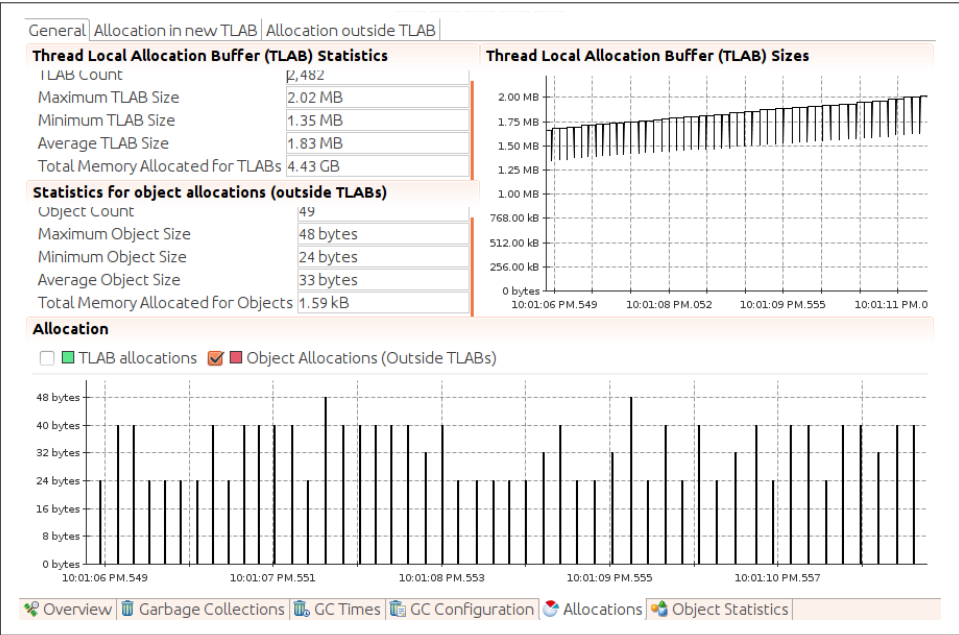 General Allocation in new TLAB Allocation outside TLAB
Thread Local Allocation Buffer (TLAB) Statistics
TLAB Count 2,482
Maximum TLAB Size 2.02 MB
Minimum TLAB Size 1.35 MB
Average TLAB Size 1.83 MB
Total Memory Allocated for TLABs 4.43 GB
Statistics for object allocations (outside TLABs)
Object Count 49
Maximum Object Size 48 bytes
Minimum Object Size 24 bytes
Average Object Size 33 bytes
Total Memory Allocated for Objects 1.59 kB
Thread Local Allocation Buffer (TLAB) Sizes
2.00 MB
1.75 MB
1.50 MB
1.25 MB
1.00 MB
768.00 kB
512.00 kB
256.00 kB
0 bytes
10:01:06 PM.549 10:01:08 PM.052 10:01:09 PM.555 10:01:11 PM.0
Allocation
TLAB allocations Object Allocations (Outside TLABs)
48 bytes
40 bytes
32 bytes
24 bytes
16 bytes
8 bytes
0 bytes
10:01:06 PM.549 10:01:07 PM.551 10:01:08 PM.553 10:01:09 PM.555 10:01:10 PM.557
Overview Garbage Collections GC Times GC Configuration Allocations Object Statistics